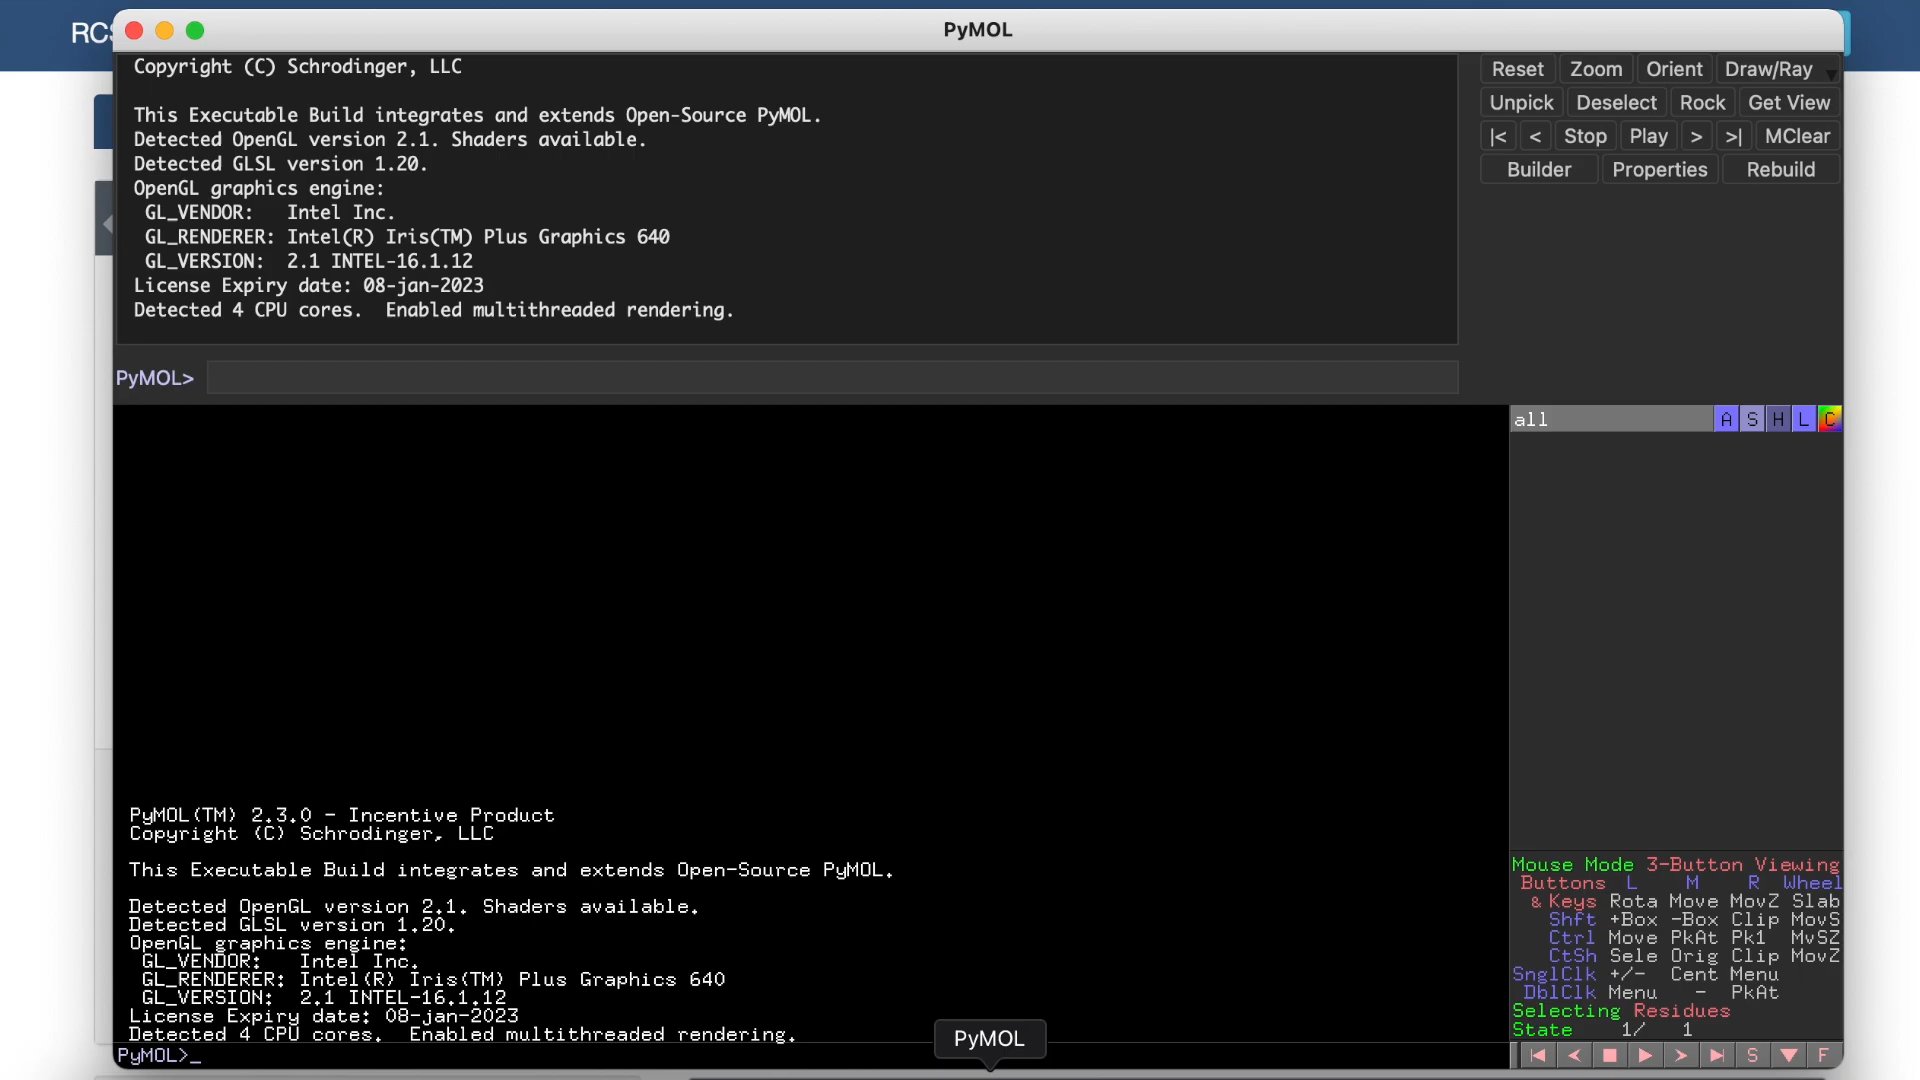 RCS
PyMOL
Copyright (C) Schrodinger, LLC
This Executable Build integrates and extends Open-Source PyMOL.
Detected OpenGL version 2.1. Shaders available.
Detected GLSL version 1.20.
OpenGL graphics engine:
GL_VENDOR: Intel Inc.
GL_RENDERER: Intel(R) Iris(TM) Plus Graphics 640
GL_VERSION: 2.1 INTEL-16.1.12
License Expiry date: 08-jan-2023
Detected 4 CPU cores. Enabled multithreaded rendering.
Reset Zoom Orient Draw/Ray
Unpick Deselect Rock Get View
|< < Stop Play > >| MClear
Builder Properties Rebuild
PyMOL>
all A S H L C
PyMOL(TM) 2.3.0 - Incentive Product
Copyright (C) Schrodinger, LLC
This Executable Build integrates and extends Open-Source PyMOL.
Detected OpenGL version 2.1. Shaders available.
Detected GLSL version 1.20.
OpenGL graphics engine:
GL_VENDOR: Intel Inc.
GL_RENDERER: Intel(R) Iris(TM) Plus Graphics 640
GL_VERSION: 2.1 INTEL-16.1.12
License Expiry date: 08-jan-2023
Detected 4 CPU cores. Enabled multithreaded rendering.
PyMOL>_
PyMOL
Mouse Mode 3-Button Viewing
Buttons L M R Wheel
& Keys Rota Move MovZ Slab
Shft +Box -Box Clip MovS
Ctrl Move PkAt Pk1 MvSZ
CtSh Sele Orig Clip MovZ
SnglClk +/- Cent Menu
DblClk Menu - PkAt
Selecting Residues
State 1/ 1
S F